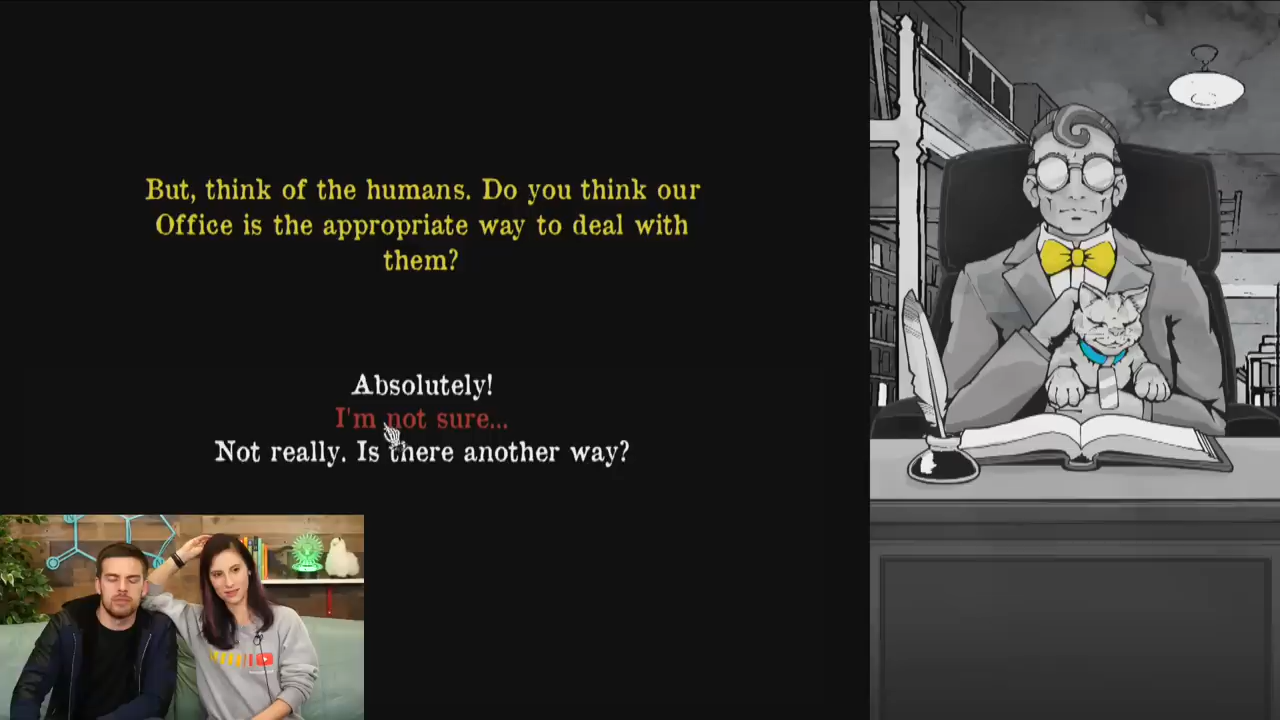 But, think of the humans. Do you think our
Office is the appropriate way to deal with
them?
Absolutely!
I'm not sure...
Not really. Is there another way?